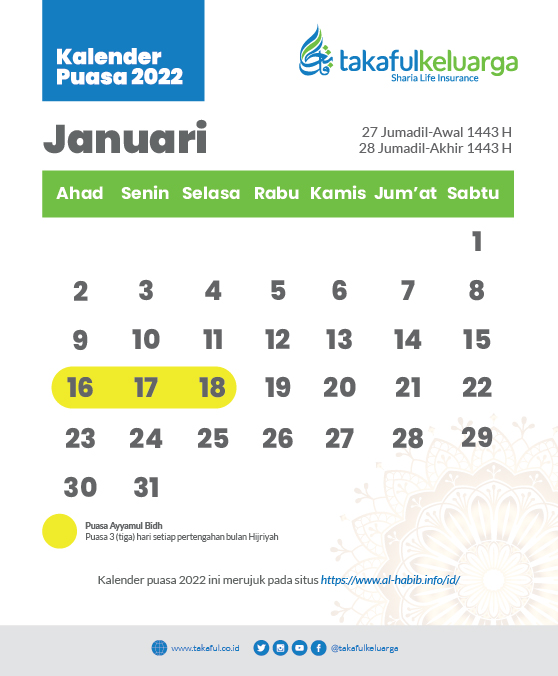 Kalender
Puasa 2022
takafulkeluarga
Sharia Life Insurance
Januari
27 Jumadil-Awal 1443 H
28 Jumadil-Akhir 1443 H
Ahad Senin Selasa Rabu Kamis Jum'at Sabtu
1
2 3 4 5 6 7 8
9 10 11 12 13 14 15
16 17 18 19 20 21 22
23 24 25 26 27 28 29
30 31
Puasa Ayyamul Bidh
Puasa 3 (tiga) hari setiap pertengahan bulan Hijriyah
Kalender puasa 2022 ini merujuk pada situs https://www.al-habib.info/id/
www.takaful.co.id @takafulkeluarga